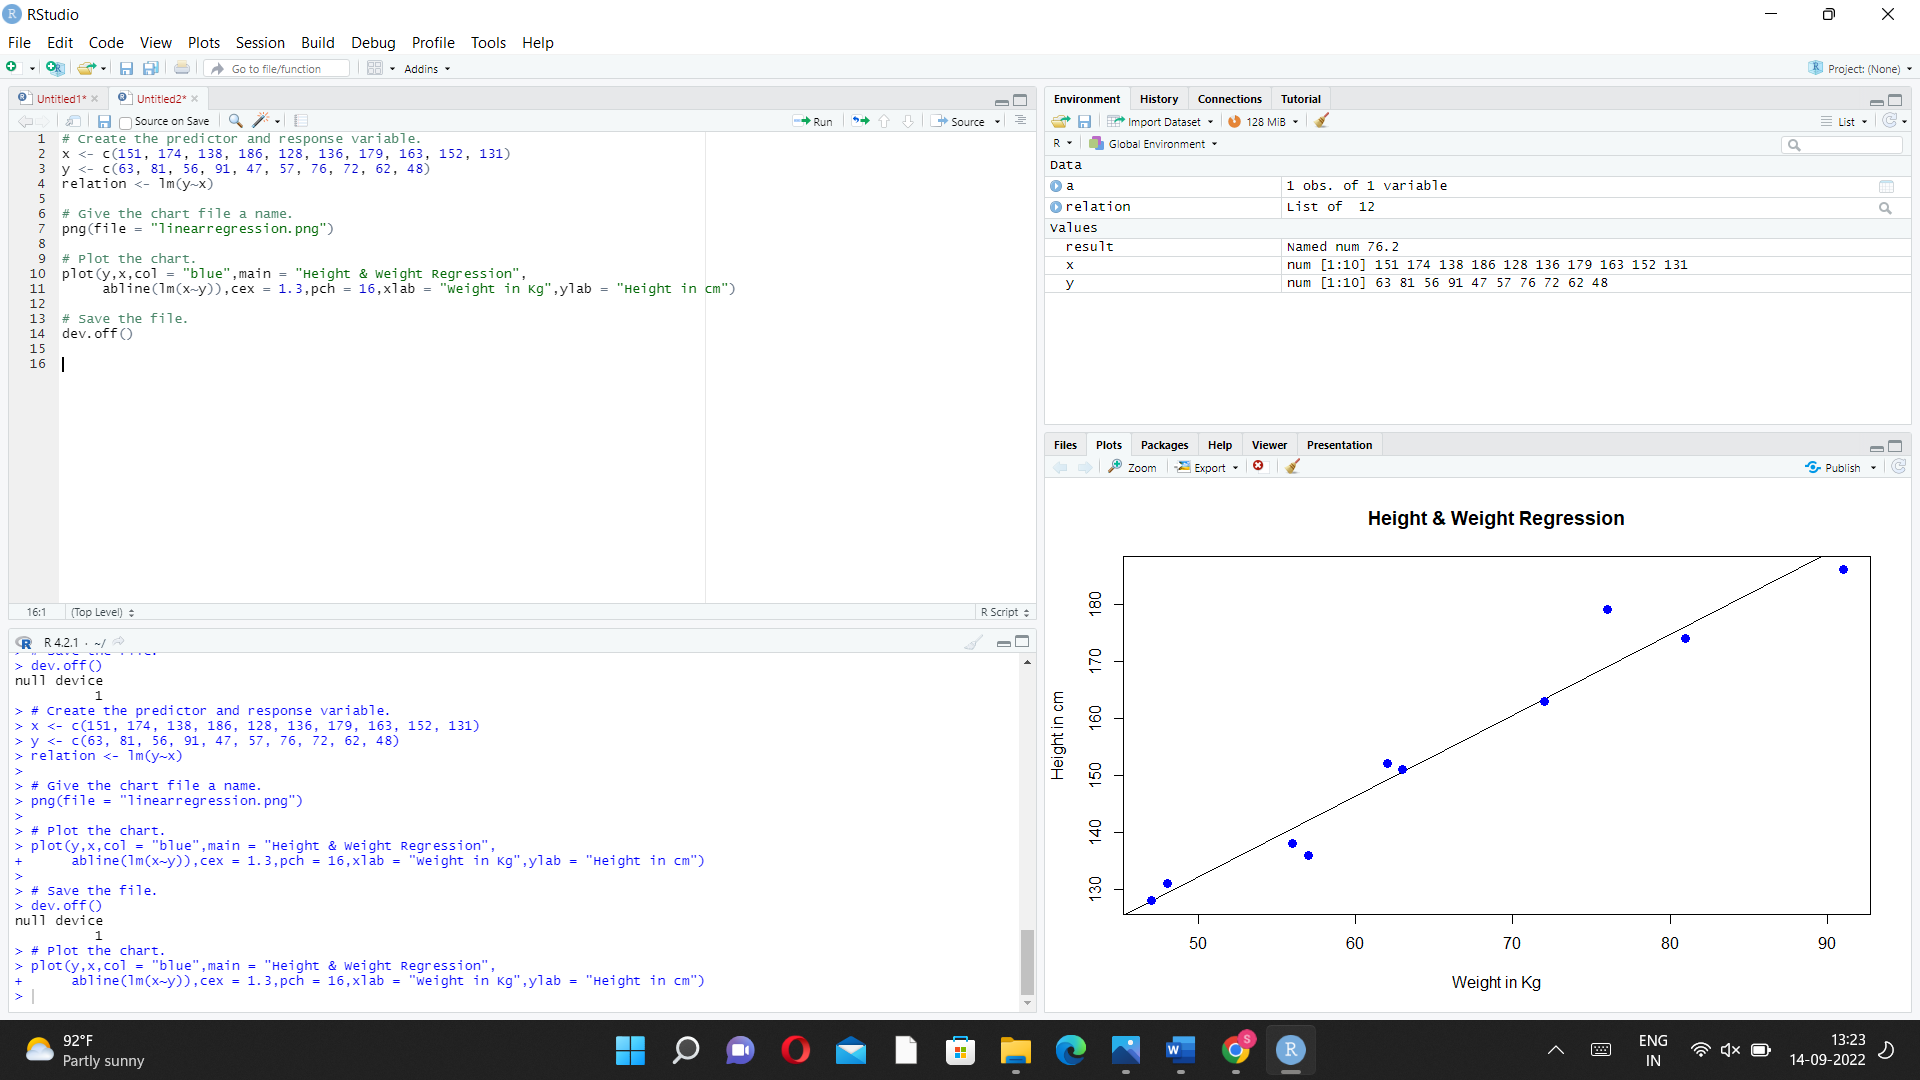 RStudio
File Edit Code View Plots Session Build Debug Profile Tools Help
Go to file/function Addins Project: (None)
Untitled1* Untitled2*
Source on Save Run Source
1 # Create the predictor and response variable.
2 x <- c(151, 174, 138, 186, 128, 136, 179, 163, 152, 131)
3 y <- c(63, 81, 56, 91, 47, 57, 76, 72, 62, 48)
4 relation <- lm(y~x)
5
6 # Give the chart file a name.
7 png(file = "linearregression.png")
8
9 # Plot the chart.
10 plot(y,x,col = "blue",main = "Height & Weight Regression",
11 abline(lm(x~y)),cex = 1.3,pch = 16,xlab = "Weight in Kg",ylab = "Height in cm")
12
13 # Save the file.
14 dev.off()
15
16
16:1 (Top Level) R Script
R 4.2.1 · ~/
> # Save the file.
> dev.off()
null device
1
> # Create the predictor and response variable.
> x <- c(151, 174, 138, 186, 128, 136, 179, 163, 152, 131)
> y <- c(63, 81, 56, 91, 47, 57, 76, 72, 62, 48)
> relation <- lm(y~x)
>
> # Give the chart file a name.
> png(file = "linearregression.png")
>
> # Plot the chart.
> plot(y,x,col = "blue",main = "Height & Weight Regression",
+ abline(lm(x~y)),cex = 1.3,pch = 16,xlab = "Weight in Kg",ylab = "Height in cm")
>
> # Save the file.
> dev.off()
null device
1
> # Plot the chart.
> plot(y,x,col = "blue",main = "Height & Weight Regression",
+ abline(lm(x~y)),cex = 1.3,pch = 16,xlab = "Weight in Kg",ylab = "Height in cm")
>
Environment History Connections Tutorial
Import Dataset 128 MiB List
R Global Environment
Data
a 1 obs. of 1 variable
relation List of 12
Values
result Named num 76.2
x num [1:10] 151 174 138 186 128 136 179 163 152 131
y num [1:10] 63 81 56 91 47 57 76 72 62 48
Files Plots Packages Help Viewer Presentation
Zoom Export Publish
Height & Weight Regression
Height in cm
180
170
160
150
140
130
50 60 70 80 90
Weight in Kg
92°F
Partly sunny
S
W
R
ENG
IN
13:23
14-09-2022